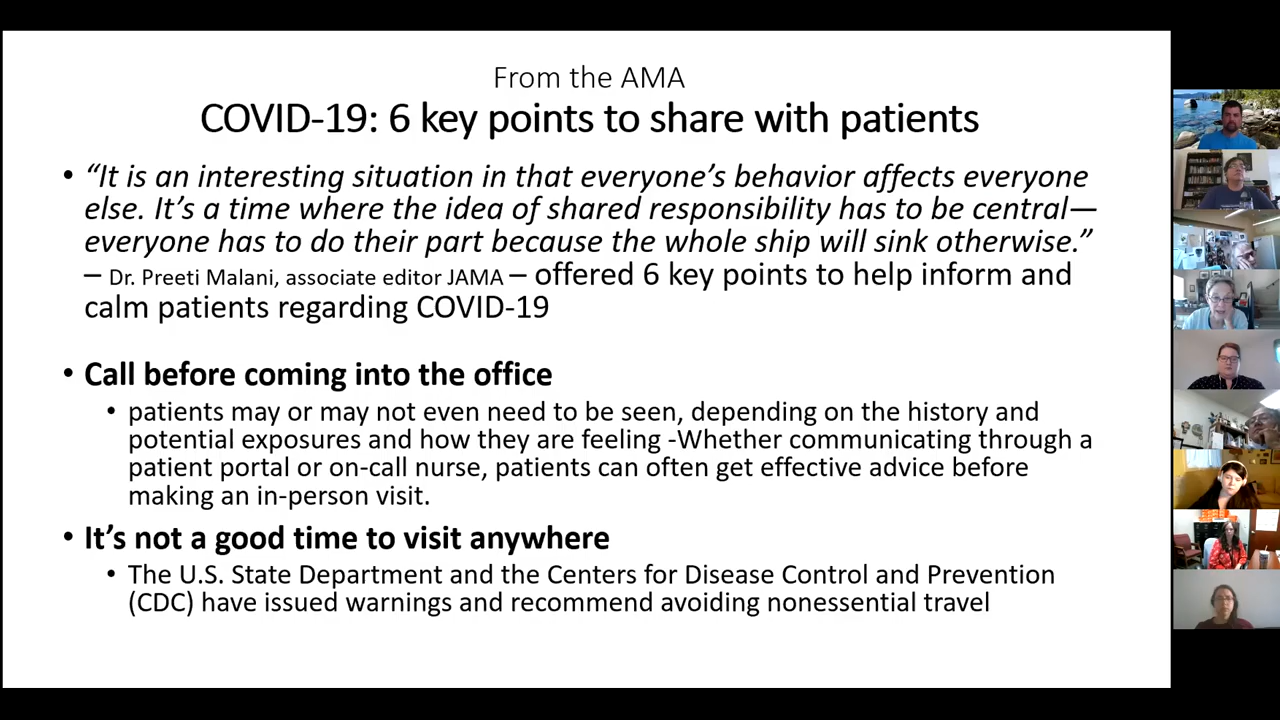 From the AMA
COVID-19: 6 key points to share with patients
• “It is an interesting situation in that everyone’s behavior affects everyone
else. It’s a time where the idea of shared responsibility has to be central—
everyone has to do their part because the whole ship will sink otherwise.”
– Dr. Preeti Malani, associate editor JAMA – offered 6 key points to help inform and
calm patients regarding COVID-19
• Call before coming into the office
• patients may or may not even need to be seen, depending on the history and
potential exposures and how they are feeling -Whether communicating through a
patient portal or on-call nurse, patients can often get effective advice before
making an in-person visit.
• It’s not a good time to visit anywhere
• The U.S. State Department and the Centers for Disease Control and Prevention
(CDC) have issued warnings and recommend avoiding nonessential travel